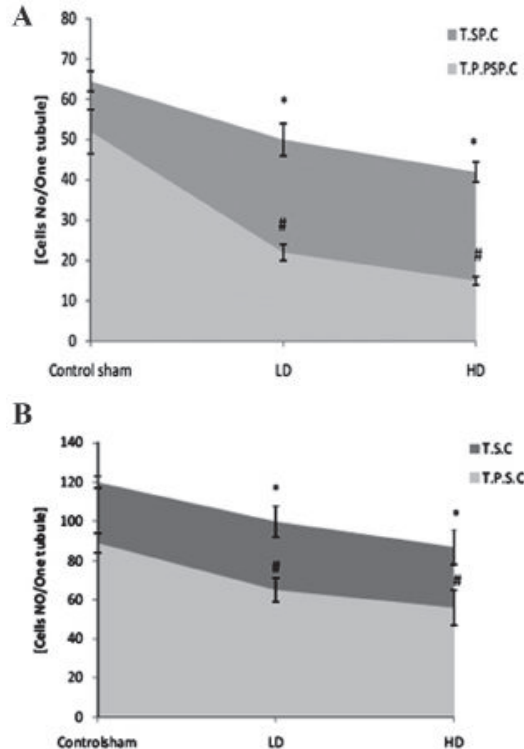 A
80
70
60
50
40
30
20
10
0
[Cells No/One tubule]
T.SP.C
T.P.PSP.C
*
*
#
#
Control sham LD HD
B
140
120
100
80
60
40
20
0
[Cells NO/One tubule]
T.S.C
T.P.S.C
*
*
#
#
Controlsham LD HD